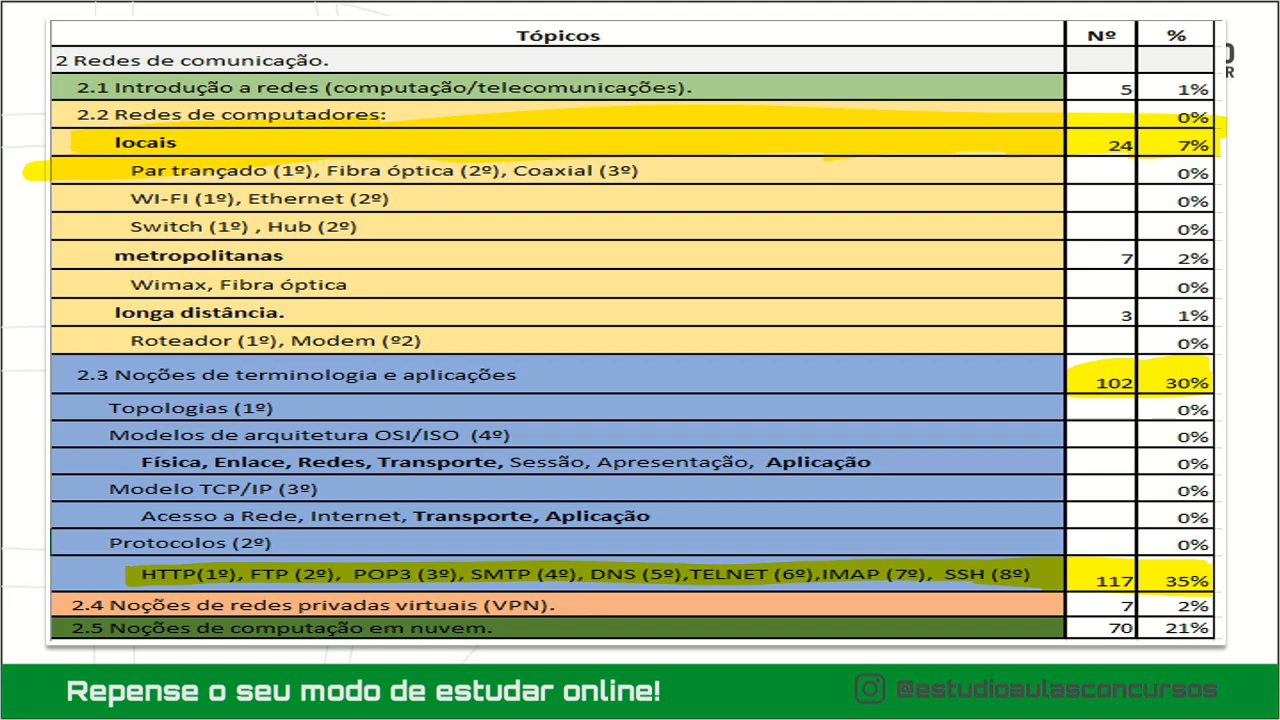 Tópicos Nº %
2 Redes de comunicação.
2.1 Introdução a redes (computação/telecomunicações). 5 1%
2.2 Redes de computadores: 0%
locais 24 7%
Par trançado (1º), Fibra óptica (2º), Coaxial (3º) 0%
WI-FI (1º), Ethernet (2º) 0%
Switch (1º) , Hub (2º) 0%
metropolitanas 7 2%
Wimax, Fibra óptica 0%
longa distância. 3 1%
Roteador (1º), Modem (º2) 0%
2.3 Noções de terminologia e aplicações 102 30%
Topologias (1º) 0%
Modelos de arquitetura OSI/ISO (4º) 0%
Física, Enlace, Redes, Transporte, Sessão, Apresentação, Aplicação 0%
Modelo TCP/IP (3º) 0%
Acesso a Rede, Internet, Transporte, Aplicação 0%
Protocolos (2º) 0%
HTTP(1º), FTP (2º), POP3 (3º), SMTP (4º), DNS (5º),TELNET (6º),IMAP (7º), SSH (8º) 117 35%
2.4 Noções de redes privadas virtuais (VPN). 7 2%
2.5 Noções de computação em nuvem. 70 21%
Repense o seu modo de estudar online! @estudioaulasconcursos